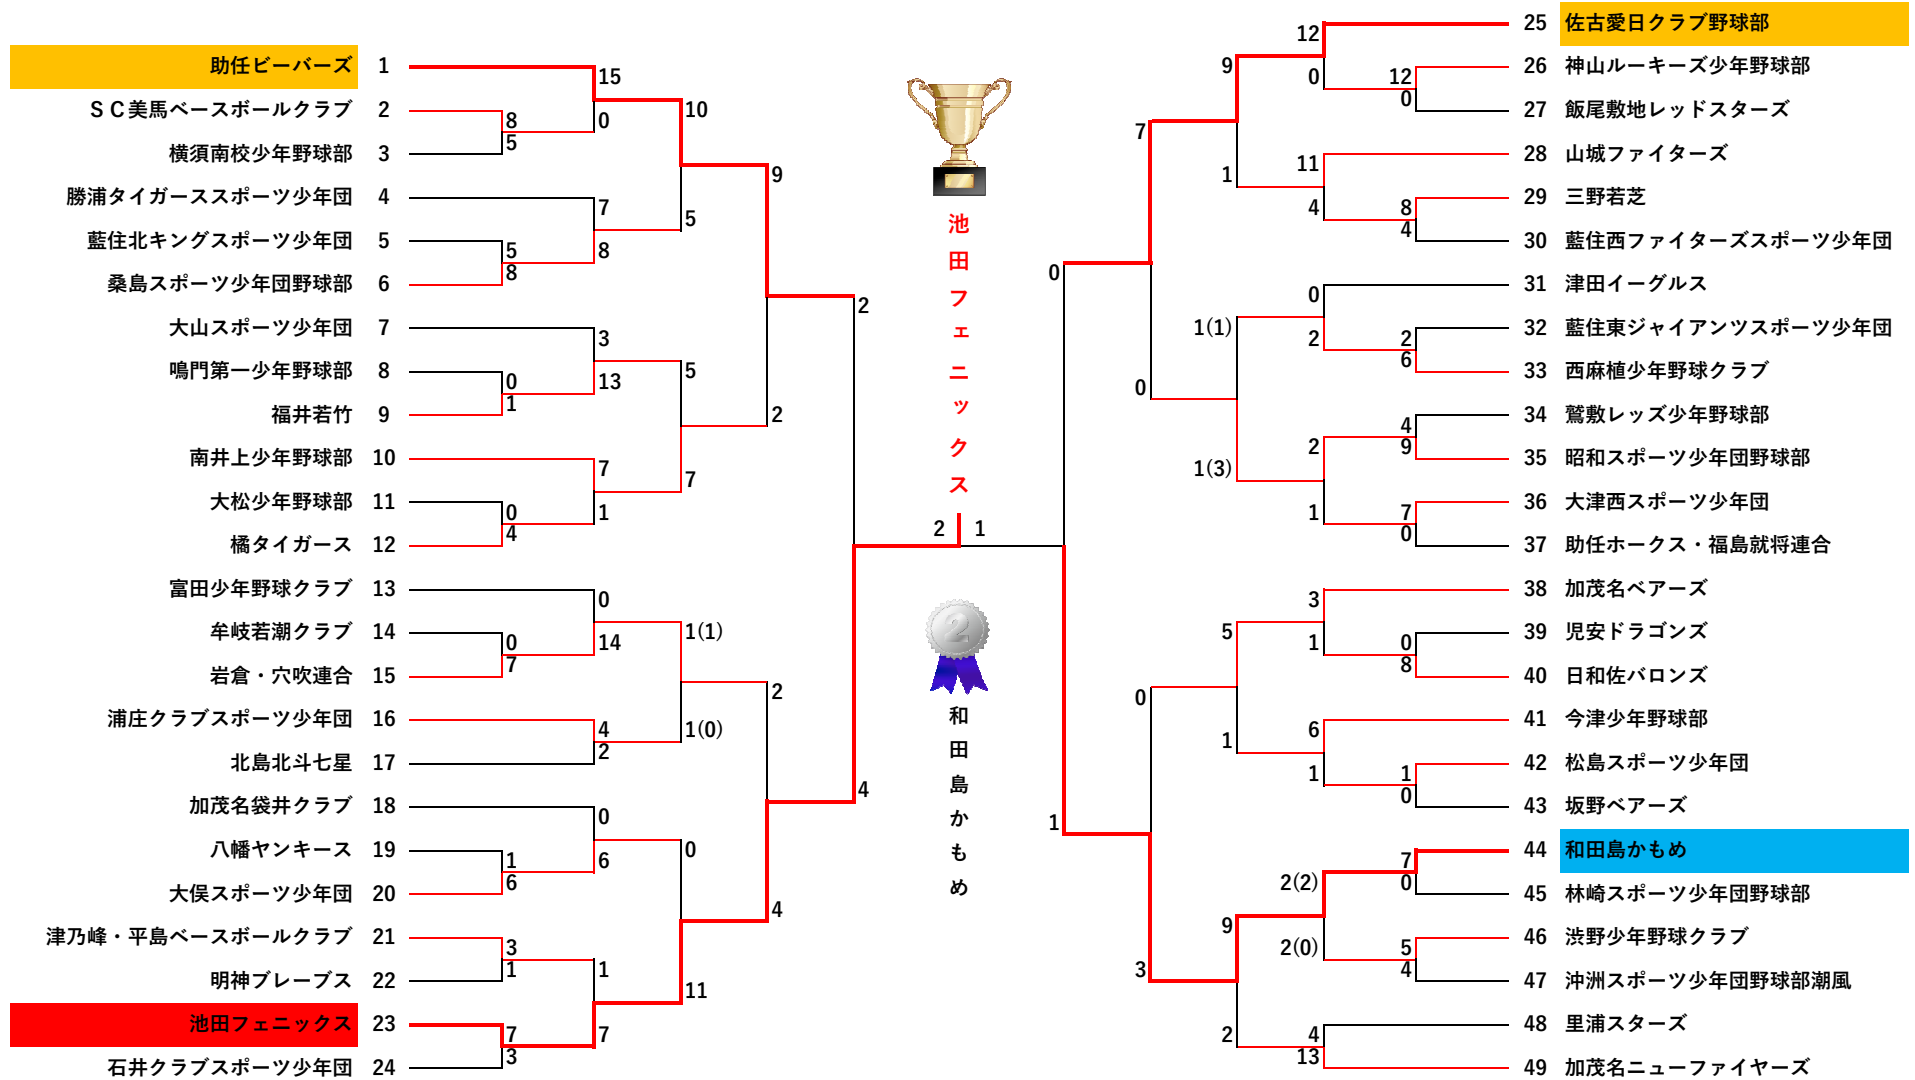 助任ビーバーズ 1
ＳＣ美馬ベースボールクラブ 2
横須南校少年野球部 3
勝浦タイガーススポーツ少年団 4
藍住北キングスポーツ少年団 5
桑島スポーツ少年団野球部 6
大山スポーツ少年団 7
鳴門第一少年野球部 8
福井若竹 9
南井上少年野球部 10
大松少年野球部 11
橘タイガース 12
富田少年野球クラブ 13
牟岐若潮クラブ 14
岩倉・穴吹連合 15
浦庄クラブスポーツ少年団 16
北島北斗七星 17
加茂名袋井クラブ 18
八幡ヤンキース 19
大俣スポーツ少年団 20
津乃峰・平島ベースボールクラブ 21
明神ブレーブス 22
池田フェニックス 23
石井クラブスポーツ少年団 24
8
5
5
8
0
1
0
4
0
7
1
6
3
1
7
3
15
0
7
8
3
13
7
1
0
14
4
2
0
6
1
7
10
5
5
7
1(1)
1(0)
0
11
9
2
2
4
2
4
池田フェニックス
2 1
2
和田島かもめ
0
1
7
0
0
3
9
1
1(1)
1(3)
5
1
9
2
12
0
11
4
0
2
2
1
3
1
6
1
2(2)
2(0)
4
13
12
0
8
4
2
6
4
9
7
0
0
8
1
0
7
0
5
4
25 佐古愛日クラブ野球部
26 神山ルーキーズ少年野球部
27 飯尾敷地レッドスターズ
28 山城ファイターズ
29 三野若芝
30 藍住西ファイターズスポーツ少年団
31 津田イーグルス
32 藍住東ジャイアンツスポーツ少年団
33 西麻植少年野球クラブ
34 鷲敷レッズ少年野球部
35 昭和スポーツ少年団野球部
36 大津西スポーツ少年団
37 助任ホークス・福島就将連合
38 加茂名ベアーズ
39 児安ドラゴンズ
40 日和佐バロンズ
41 今津少年野球部
42 松島スポーツ少年団
43 坂野ベアーズ
44 和田島かもめ
45 林崎スポーツ少年団野球部
46 渋野少年野球クラブ
47 沖洲スポーツ少年団野球部潮風
48 里浦スターズ
49 加茂名ニューファイヤーズ